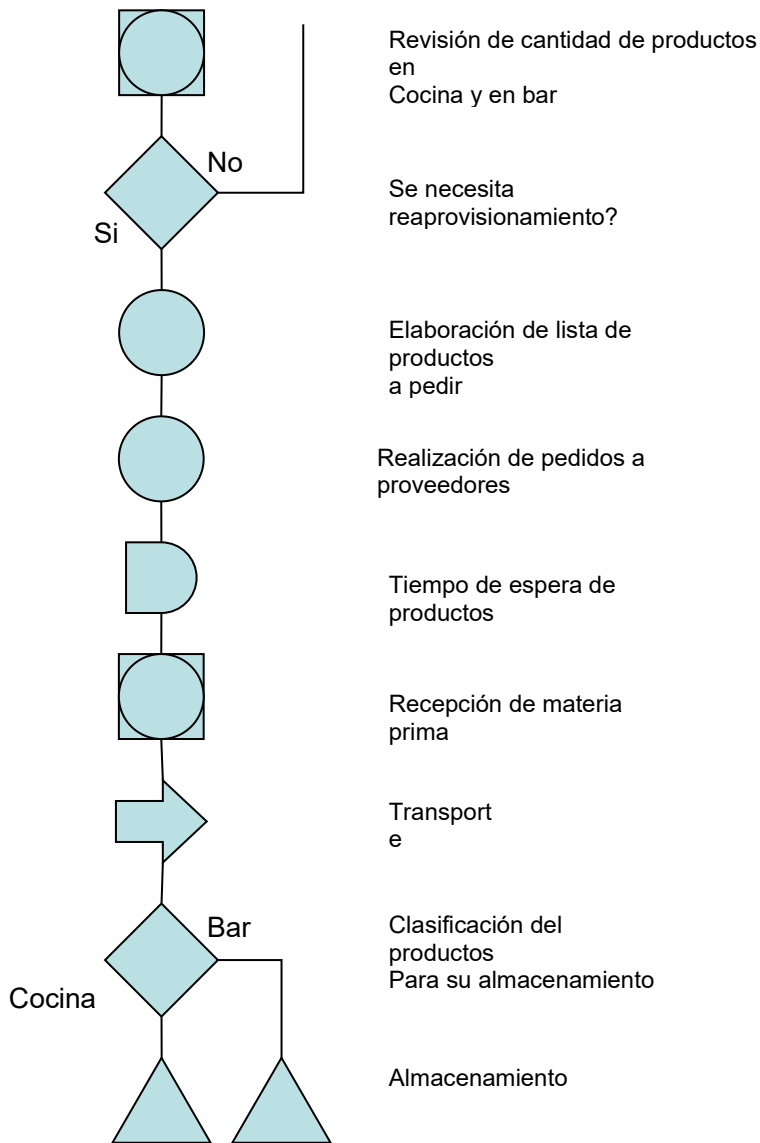 Revisión de cantidad de productos
en
Cocina y en bar
No
Se necesita
reaprovisionamiento?
Si
Elaboración de lista de
productos
a pedir
Realización de pedidos a
proveedores
Tiempo de espera de
productos
Recepción de materia
prima
Transport
e
Bar
Clasificación del
productos
Para su almacenamiento
Cocina
Almacenamiento